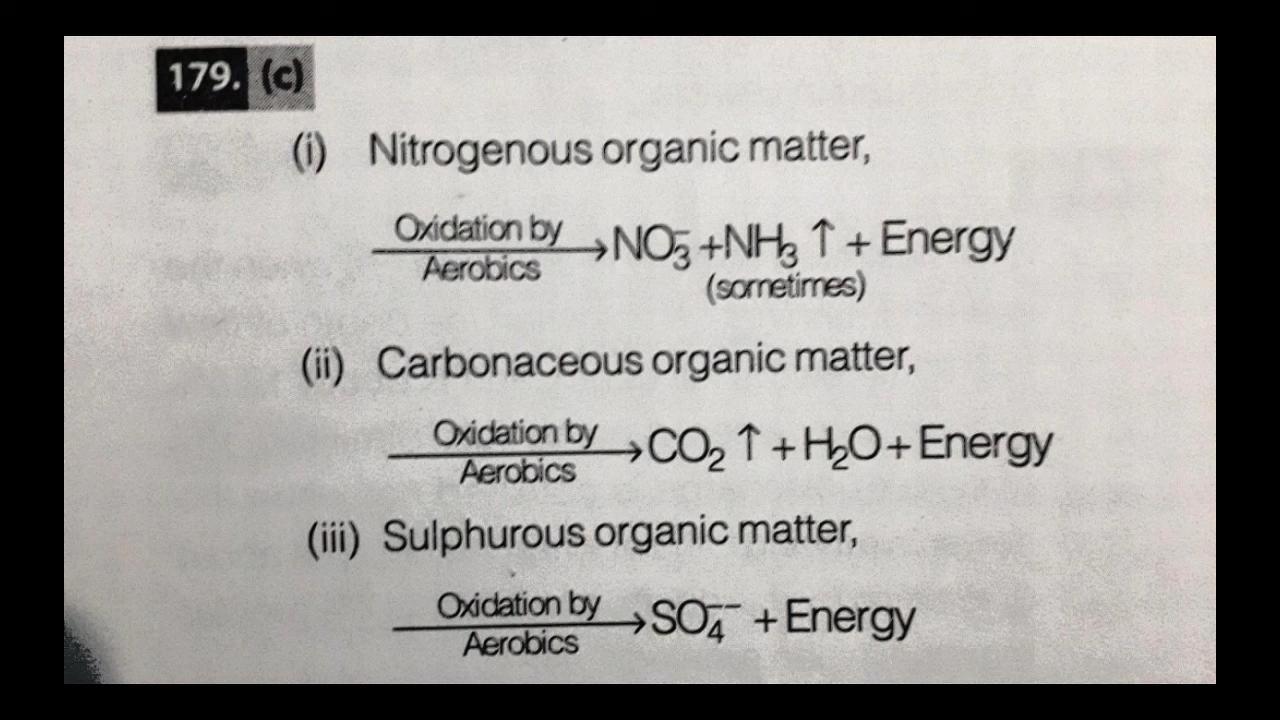 179. (c)
(i) Nitrogenous organic matter,
Oxidation by
Aerobics
→ NO₃⁻ + NH₃ ↑ + Energy
(sometimes)
(ii) Carbonaceous organic matter,
Oxidation by
Aerobics
→ CO₂ ↑ + H₂O + Energy
(iii) Sulphurous organic matter,
Oxidation by
Aerobics
→ SO₄⁻⁻ + Energy